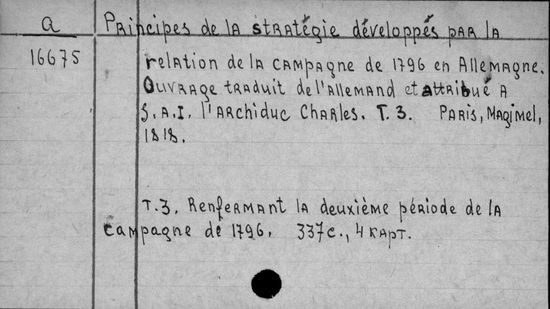 a
16675
Principes de la stratégie développés par la
relation de la campagne de 1796 en Allemagne.
Ouvrage traduit de l'allemand et attribué a
S.A.I. l'archiduc Charles. T. 3. Paris, Magimel,
1818.
T.3. Renfermant la deuxième période de la
campagne de 1796. 337c., 4 карт.